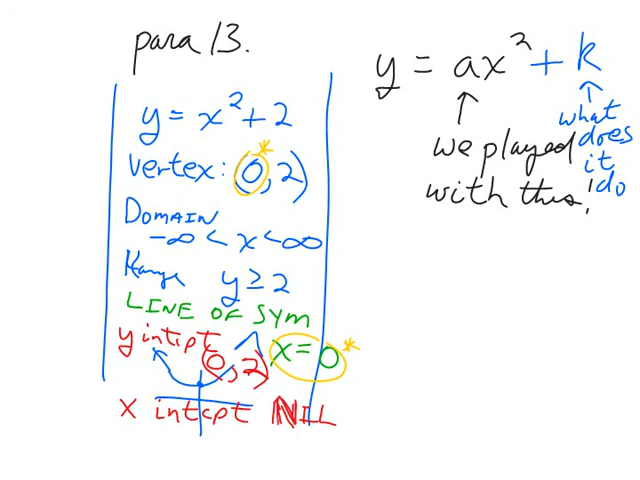 para 13.
y = x² + 2
vertex: (0, 2)
*
DOMAIN
-∞ < x < ∞
Range y ≥ 2
LINE OF SYM
x = 0 *
y intcpt
(0, 2)
x intcpt NIL
y = ax² + k
we played
with this!
what
does
it
do